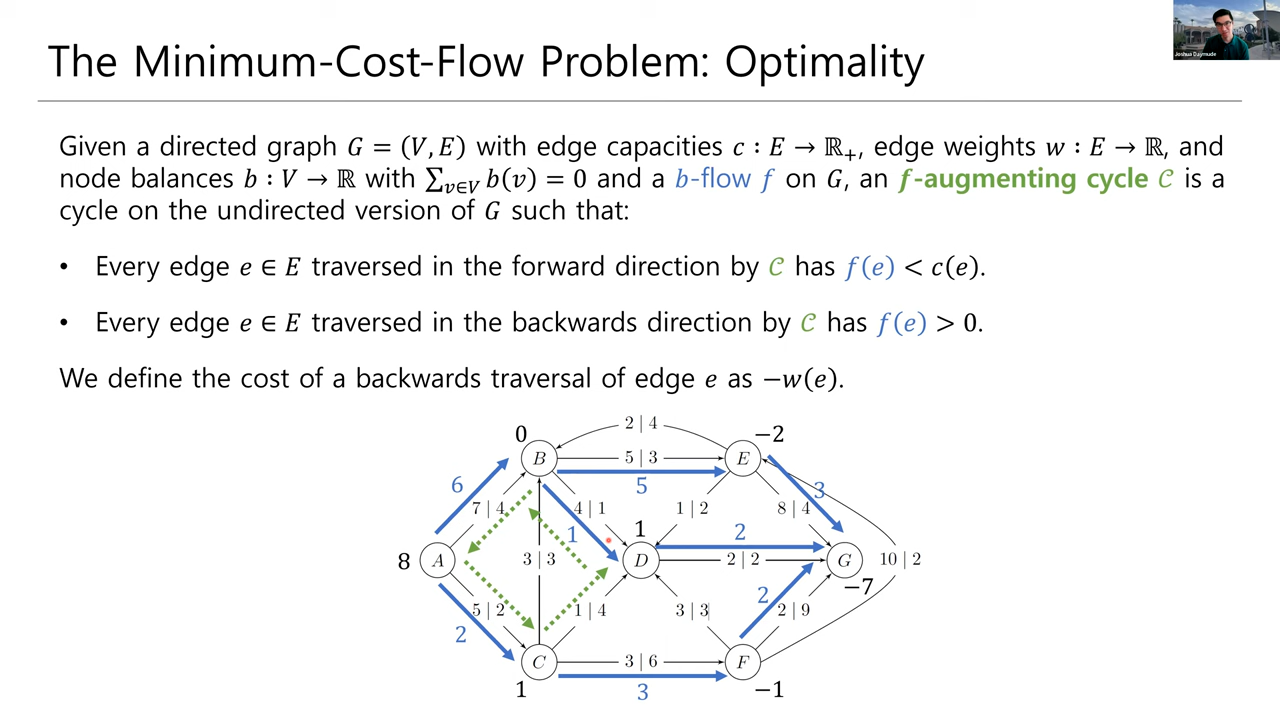 The Minimum-Cost-Flow Problem: Optimality
Joshua Daymude
Given a directed graph G = (V, E) with edge capacities c : E → ℝ₊, edge weights w : E → ℝ, and
node balances b : V → ℝ with ∑_{v∈V} b(v) = 0 and a b-flow f on G, an f-augmenting cycle 𝒞 is a
cycle on the undirected version of G such that:
• Every edge e ∈ E traversed in the forward direction by 𝒞 has f(e) < c(e).
• Every edge e ∈ E traversed in the backwards direction by 𝒞 has f(e) > 0.
We define the cost of a backwards traversal of edge e as −w(e).
2 | 4
0
−2
B
5 | 3
E
6
5
3
7 | 4
4 | 1
1 | 2
8 | 4
1
1
2
8
A
3 | 3
D
2 | 2
G
10 | 2
−7
2
5 | 2
1 | 4
3 | 3
2 | 9
2
C
3 | 6
F
1
3
−1